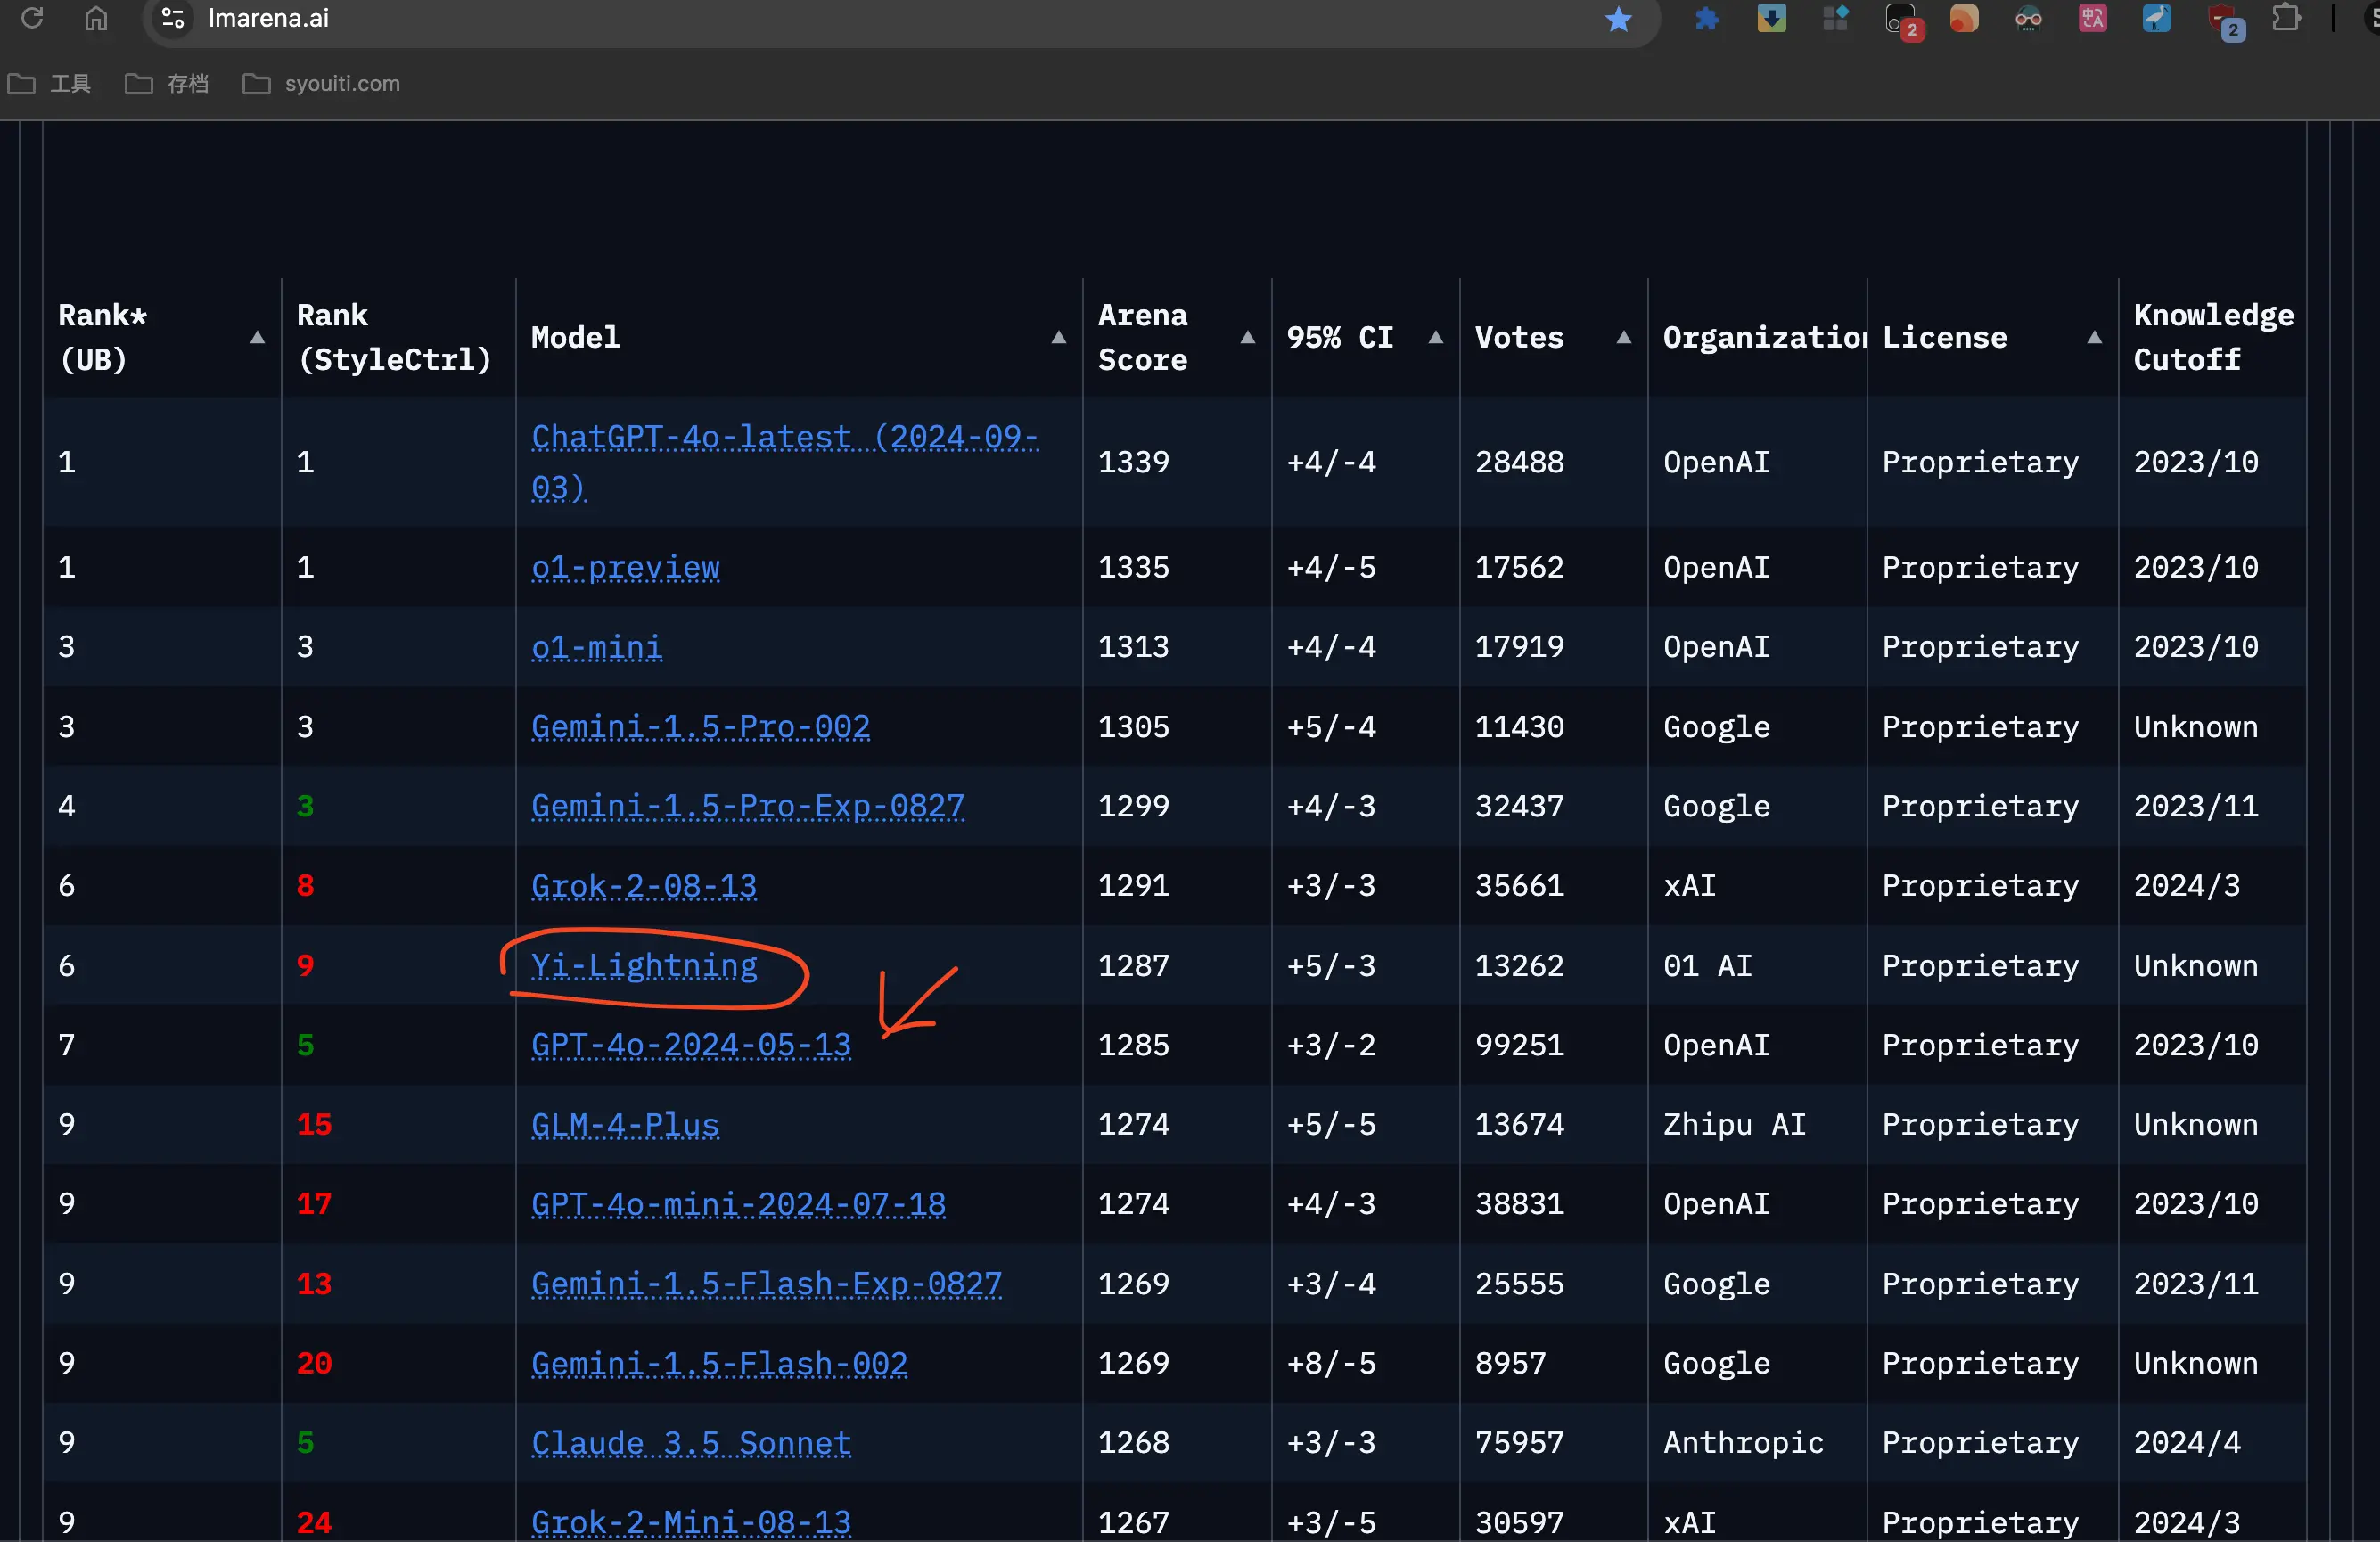 lmarena.ai
2
2
工具 存档 syouiti.com
Rank* (UB) Rank (StyleCtrl) Model Arena Score 95% CI Votes Organization License Knowledge Cutoff
1 1 ChatGPT-4o-latest (2024-09-03) 1339 +4/-4 28488 OpenAI Proprietary 2023/10
1 1 o1-preview 1335 +4/-5 17562 OpenAI Proprietary 2023/10
3 3 o1-mini 1313 +4/-4 17919 OpenAI Proprietary 2023/10
3 3 Gemini-1.5-Pro-002 1305 +5/-4 11430 Google Proprietary Unknown
4 3 Gemini-1.5-Pro-Exp-0827 1299 +4/-3 32437 Google Proprietary 2023/11
6 8 Grok-2-08-13 1291 +3/-3 35661 xAI Proprietary 2024/3
6 9 Yi-Lightning 1287 +5/-3 13262 01 AI Proprietary Unknown
7 5 GPT-4o-2024-05-13 1285 +3/-2 99251 OpenAI Proprietary 2023/10
9 15 GLM-4-Plus 1274 +5/-5 13674 Zhipu AI Proprietary Unknown
9 17 GPT-4o-mini-2024-07-18 1274 +4/-3 38831 OpenAI Proprietary 2023/10
9 13 Gemini-1.5-Flash-Exp-0827 1269 +3/-4 25555 Google Proprietary 2023/11
9 20 Gemini-1.5-Flash-002 1269 +8/-5 8957 Google Proprietary Unknown
9 5 Claude 3.5 Sonnet 1268 +3/-3 75957 Anthropic Proprietary 2024/4
9 24 Grok-2-Mini-08-13 1267 +3/-5 30597 xAI Proprietary 2024/3